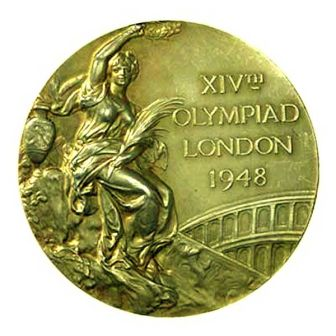 XIVTH
OLYMPIAD
LONDON
1948